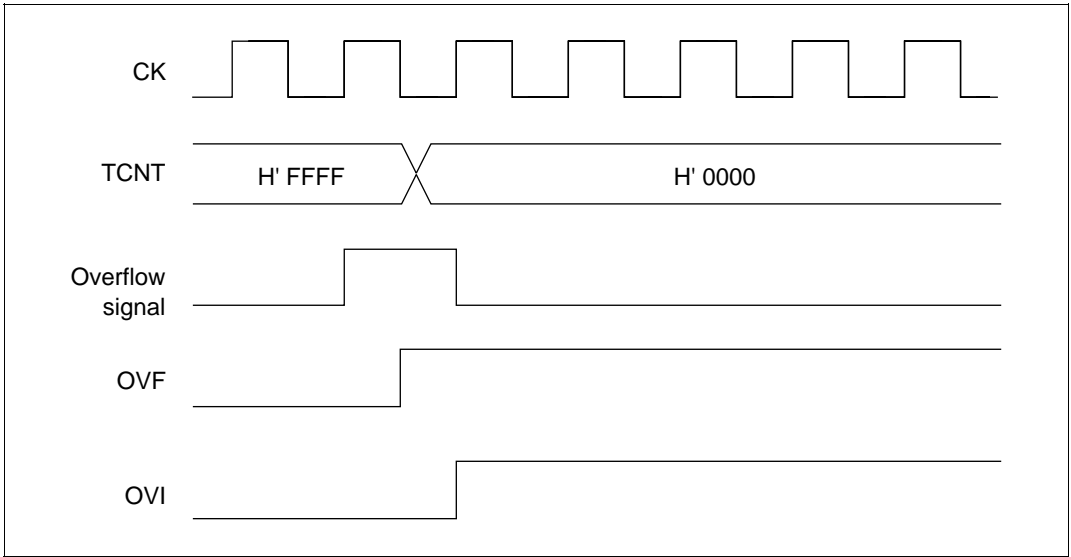 CK
TCNT
H' FFFF
H' 0000
Overflow
signal
OVF
OVI